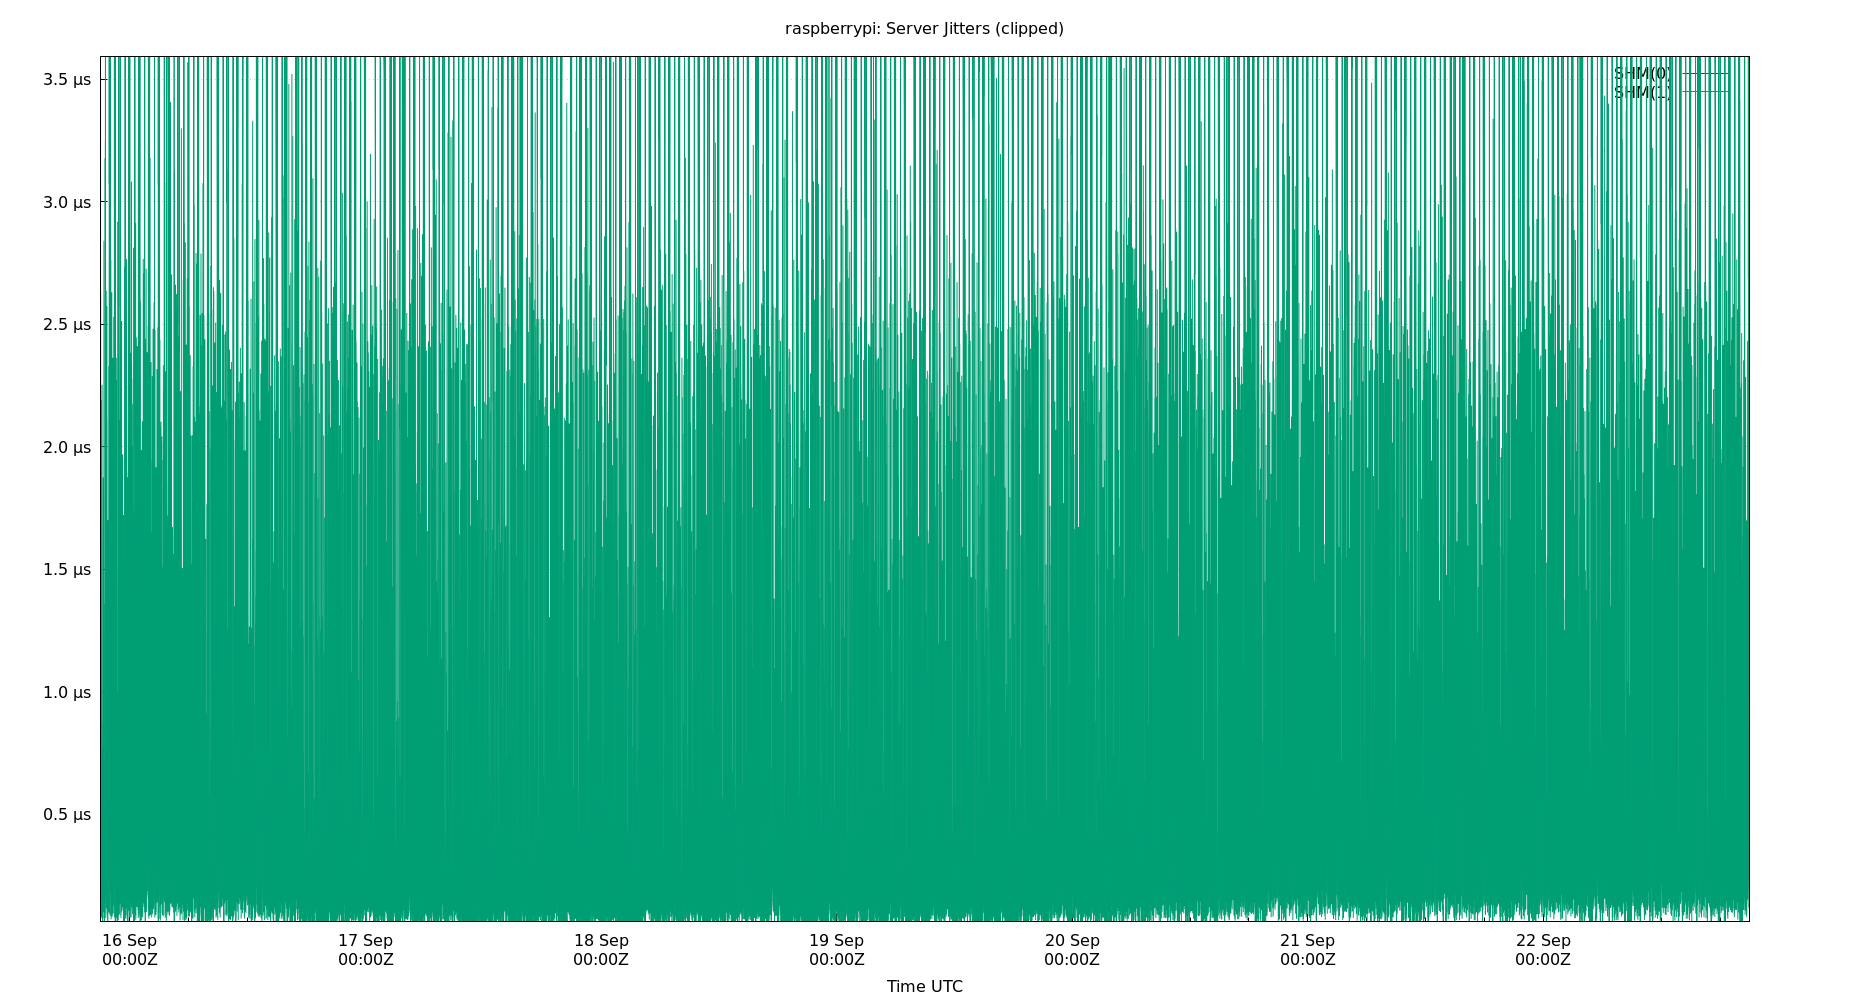 raspberrypi: Server Jitters (clipped)
SHM(0)
SHM(1)
3.5 μs
3.0 μs
2.5 μs
2.0 μs
1.5 μs
1.0 μs
0.5 μs
16 Sep 17 Sep 18 Sep 19 Sep 20 Sep 21 Sep 22 Sep
00:00Z 00:00Z 00:00Z 00:00Z 00:00Z 00:00Z 00:00Z
Time UTC